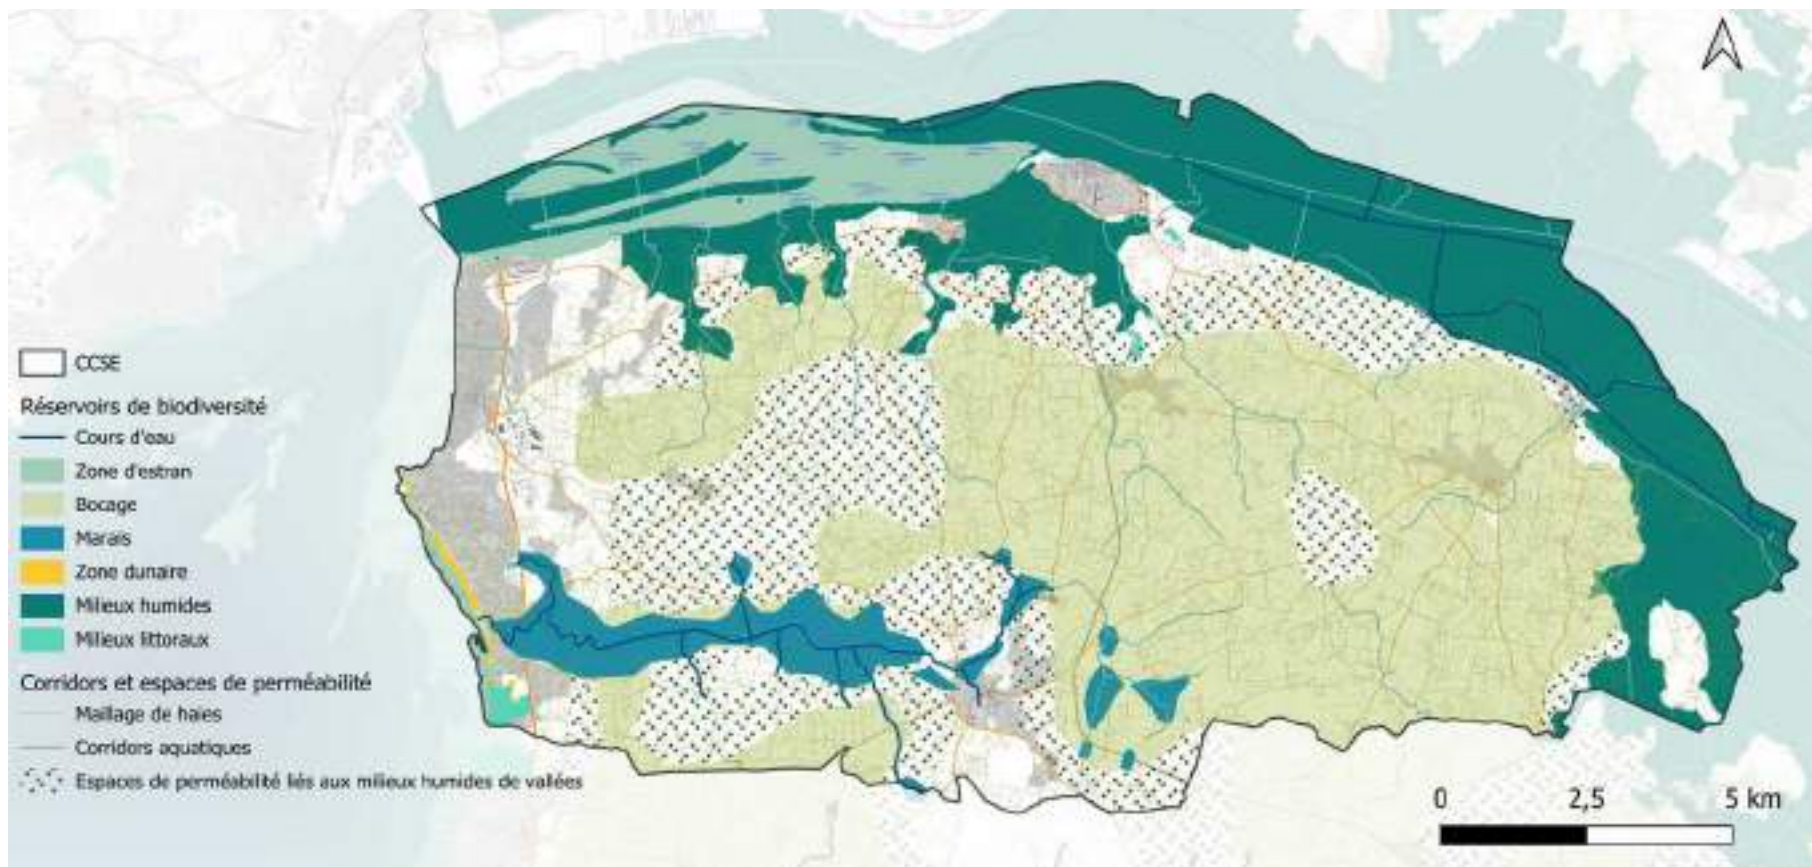 CCSE
Réservoirs de biodiversité
Cours d'eau
Zone d'estran
Bocage
Marais
Zone dunaire
Milieux humides
Milieux littoraux
Corridors et espaces de perméabilité
Maillage de haies
Corridors aquatiques
Espaces de perméabilité liés aux milieux humides de vallées
0 2,5 5 km